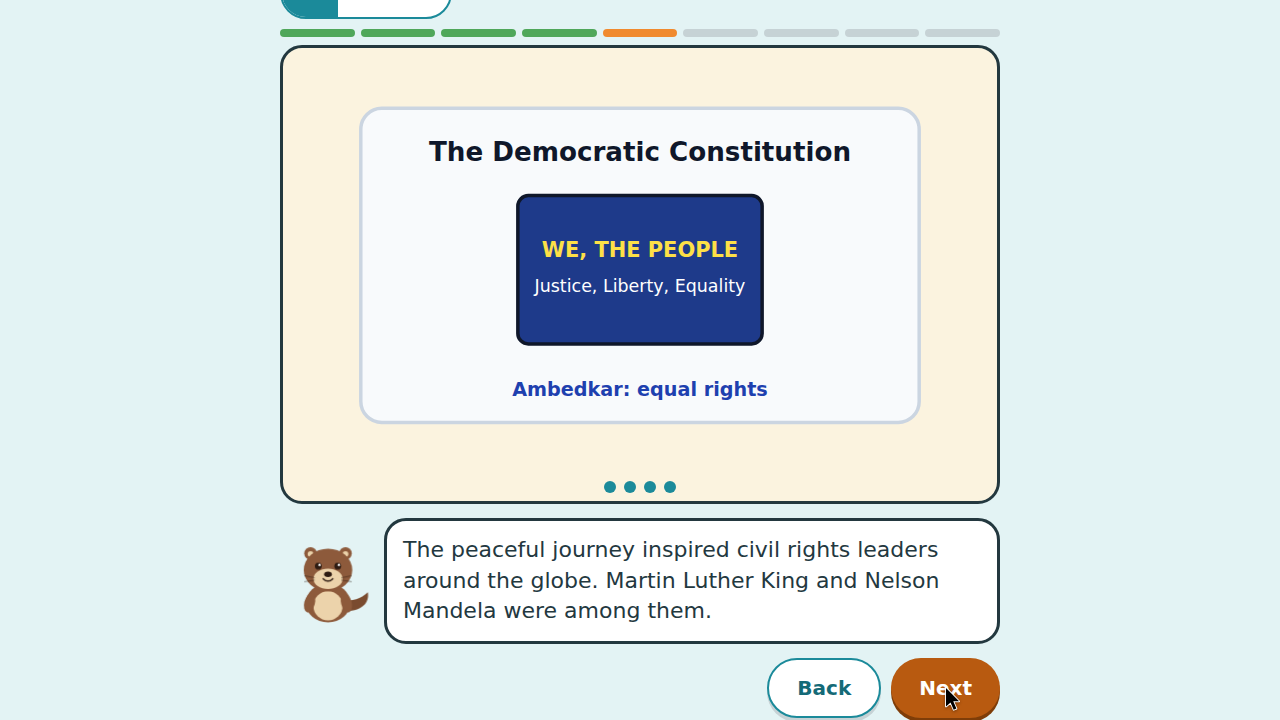 The Democratic Constitution
WE, THE PEOPLE
Justice, Liberty, Equality
Ambedkar: equal rights
The peaceful journey inspired civil rights leaders
around the globe. Martin Luther King and Nelson
Mandela were among them.
Back
Next